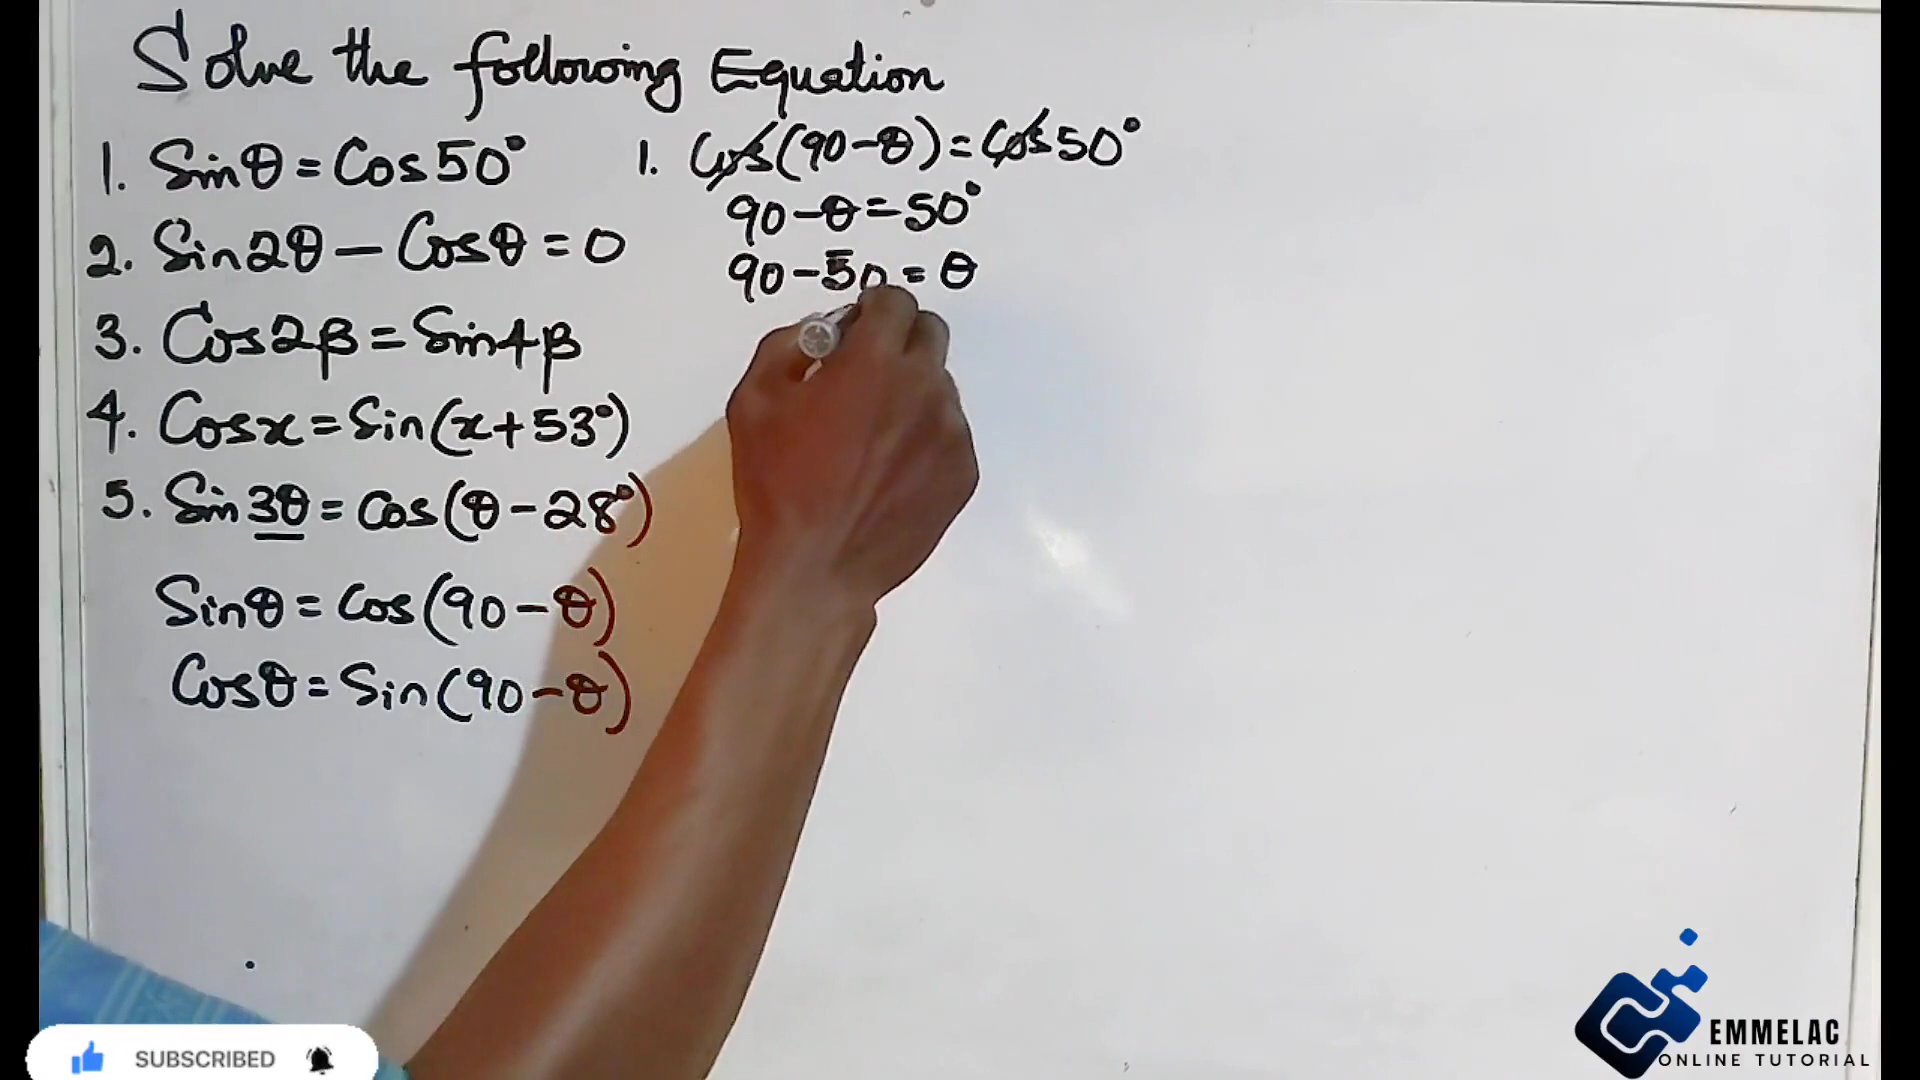 Solve the following Equation
1. Sinθ = Cos50°
2. Sin2θ – Cosθ = 0
3. Cos2β = Sin4β
4. Cosx = Sin(x + 53°)
5. Sin3θ = Cos(θ – 28°)
Sinθ = Cos(90 – θ)
Cosθ = Sin(90 – θ)
1. Cos(90 – θ) = Cos50°
90 – θ = 50°
90 – 50 = θ
SUBSCRIBED
EMMELAC
ONLINE TUTORIAL